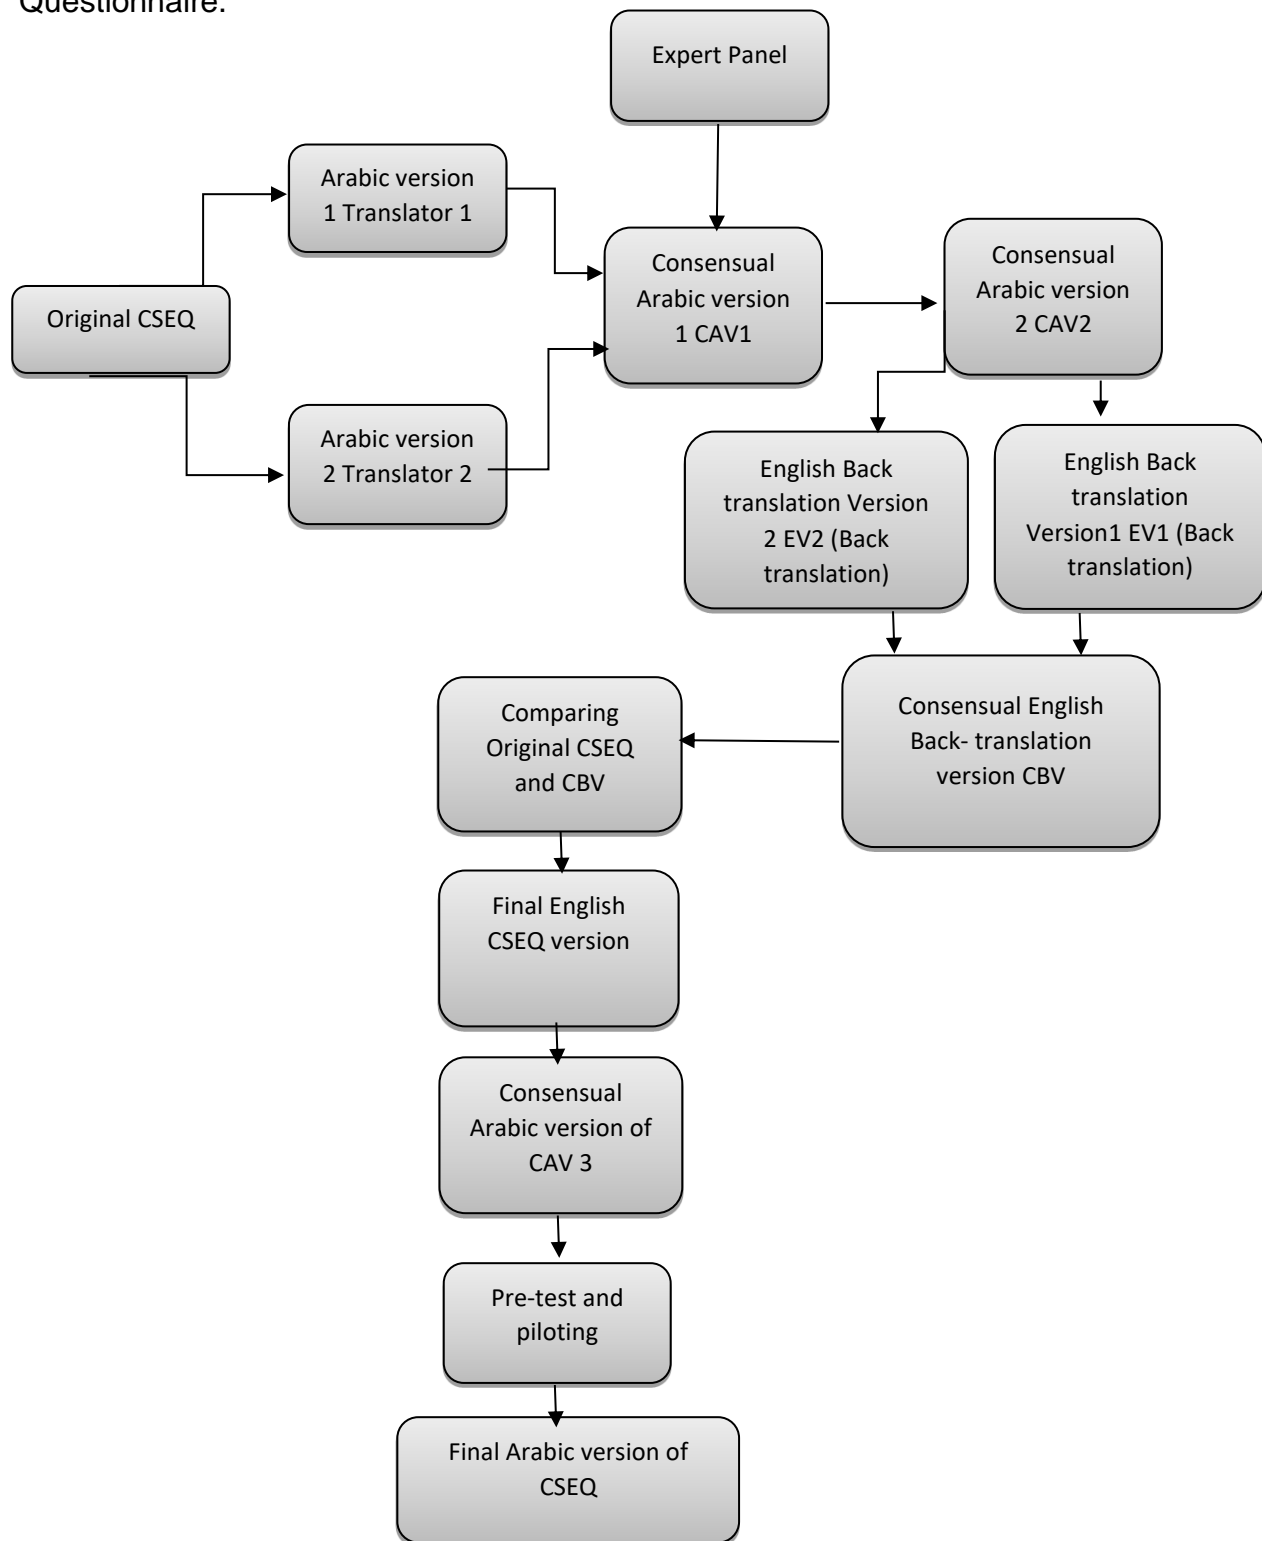 Questionnaire.
Expert Panel
Arabic version
1 Translator 1
Original CSEQ
Arabic version
2 Translator 2
Consensual
Arabic version
1 CAV1
Consensual
Arabic version
2 CAV2
English Back
translation Version
2 EV2 (Back
translation)
English Back
translation
Version1 EV1 (Back
translation)
Consensual English
Back- translation
version CBV
Comparing
Original CSEQ
and CBV
Final English
CSEQ version
Consensual
Arabic version of
CAV 3
Pre-test and
piloting
Final Arabic version of
CSEQ